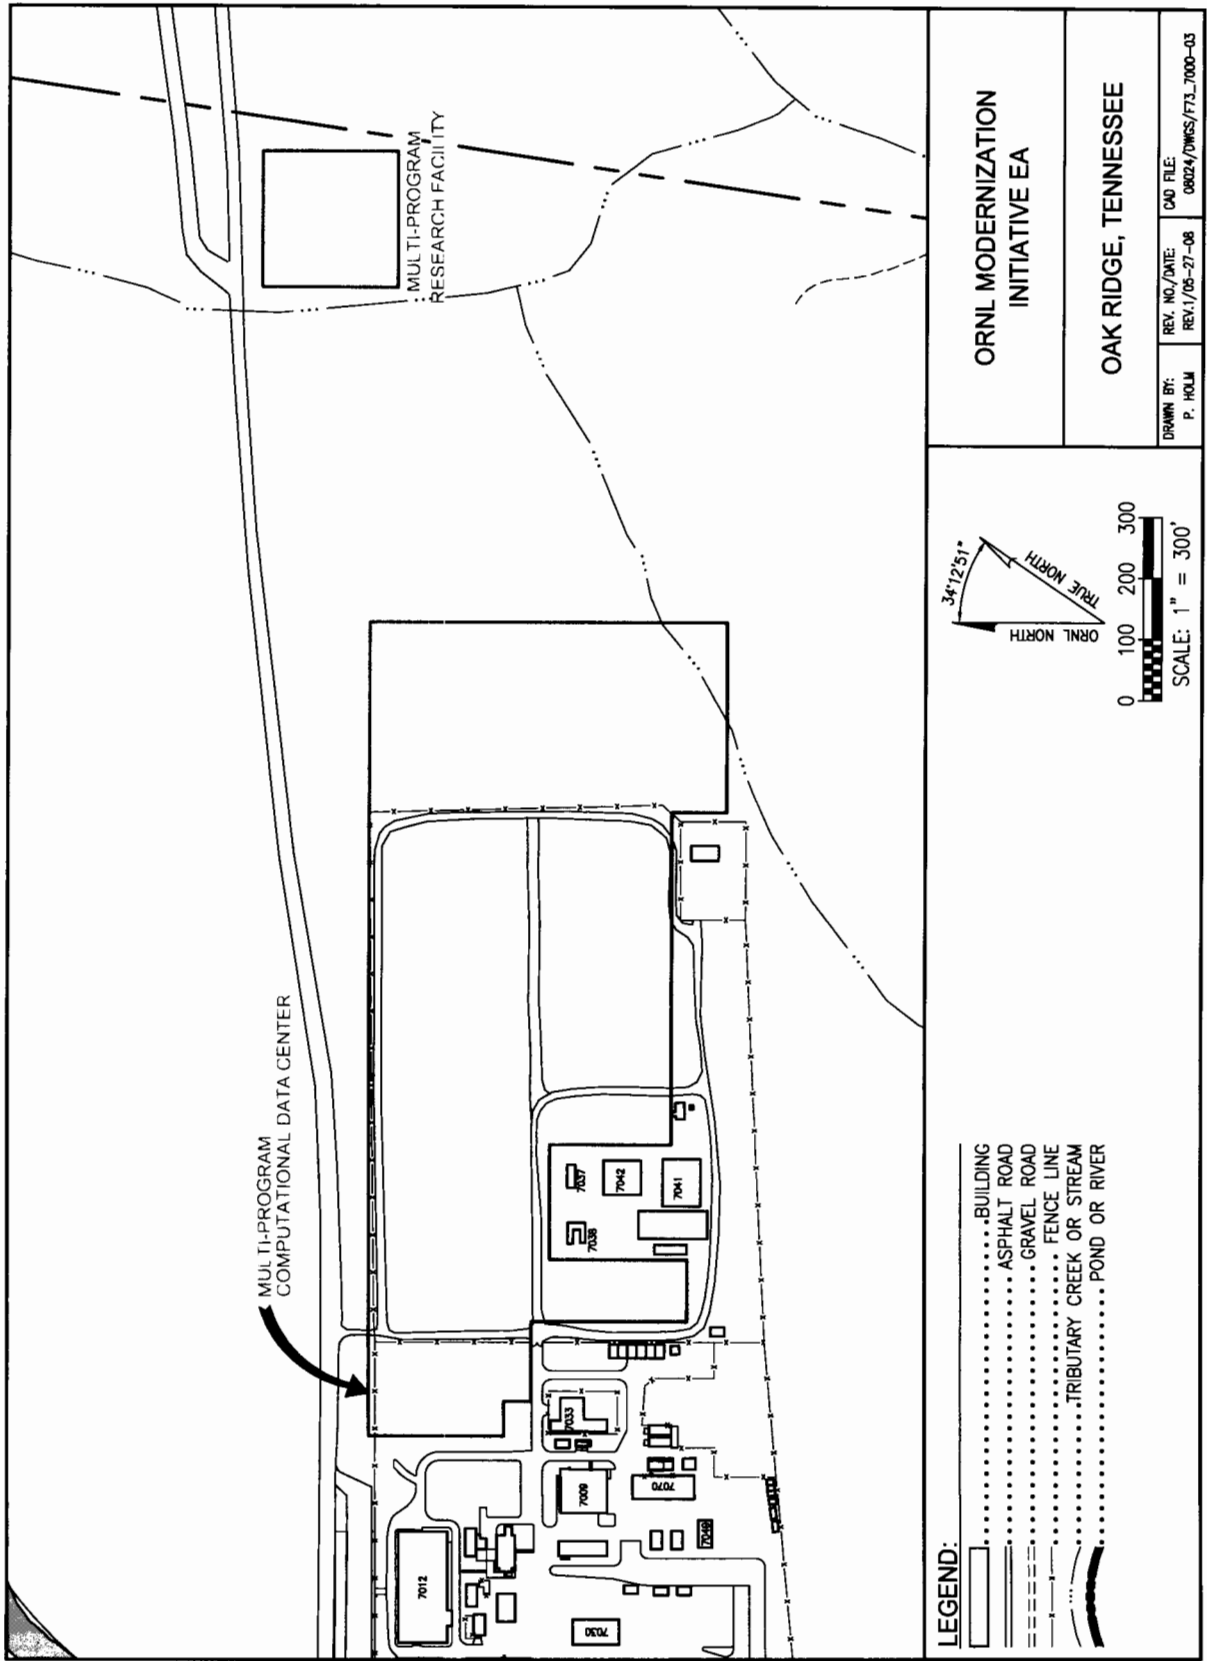 MULTI-PROGRAM
RESEARCH FACILITY
MULTI-PROGRAM
COMPUTATIONAL DATA CENTER
7012
7009
7033
7030
7070
7049
7038
7037
7042
7041
LEGEND:
BUILDING
ASPHALT ROAD
GRAVEL ROAD
FENCE LINE
TRIBUTARY CREEK OR STREAM
POND OR RIVER
34°12'51"
ORNL NORTH
TRUE NORTH
0 100 200 300
SCALE: 1" = 300'
ORNL MODERNIZATION
INITIATIVE EA
OAK RIDGE, TENNESSEE
DRAWN BY:
P. HOLM
REV. NO./DATE:
REV.1/05-27-08
CAD FILE:
08024/DWGS/F73_7000-03